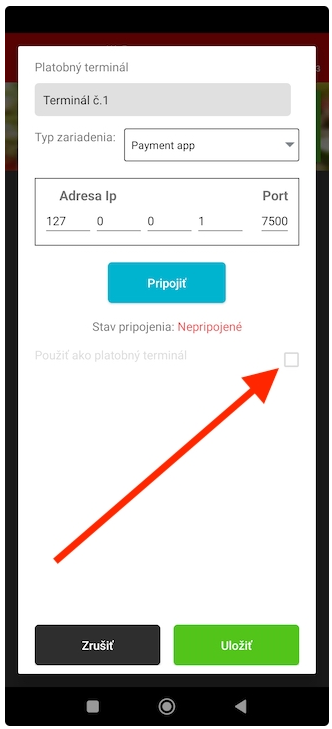 3
Platobný terminál
Terminál č.1
Typ zariadenia: Payment app
Adresa Ip Port
127 0 0 1 7500
Pripojiť
Stav pripojenia: Nepripojené
Použiť ako platobný terminál
Zrušiť Uložiť